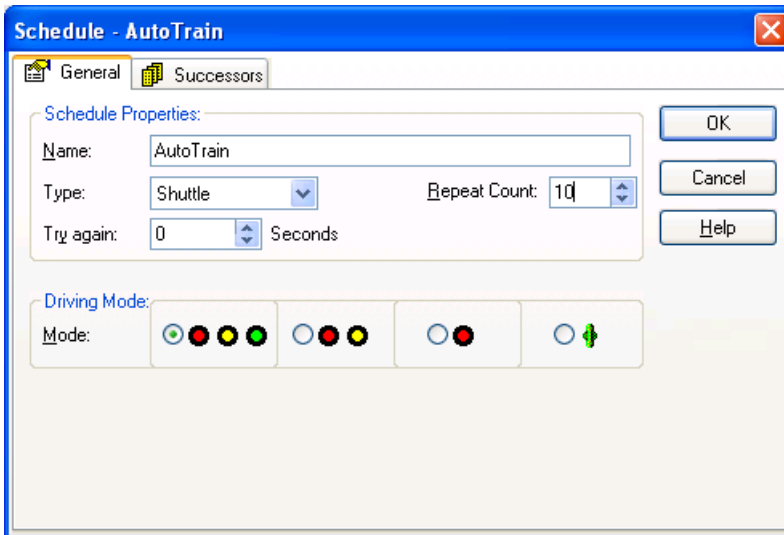 Schedule - AutoTrain
General Successors
Schedule Properties:
Name: AutoTrain
Type: Shuttle Repeat Count: 10
Try again: 0 Seconds
Driving Mode:
Mode:
OK
Cancel
Help